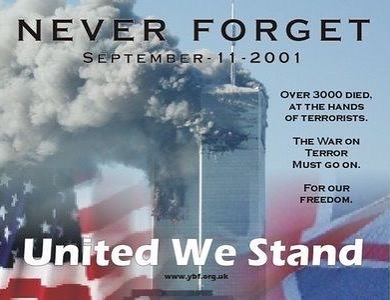 NEVER FORGET
SEPTEMBER-11-2001
OVER 3000 DIED,
AT THE HANDS
OF TERRORISTS.
THE WAR ON
TERROR
MUST GO ON.
FOR OUR
FREEDOM.
United We Stand
www.ybf.org.uk